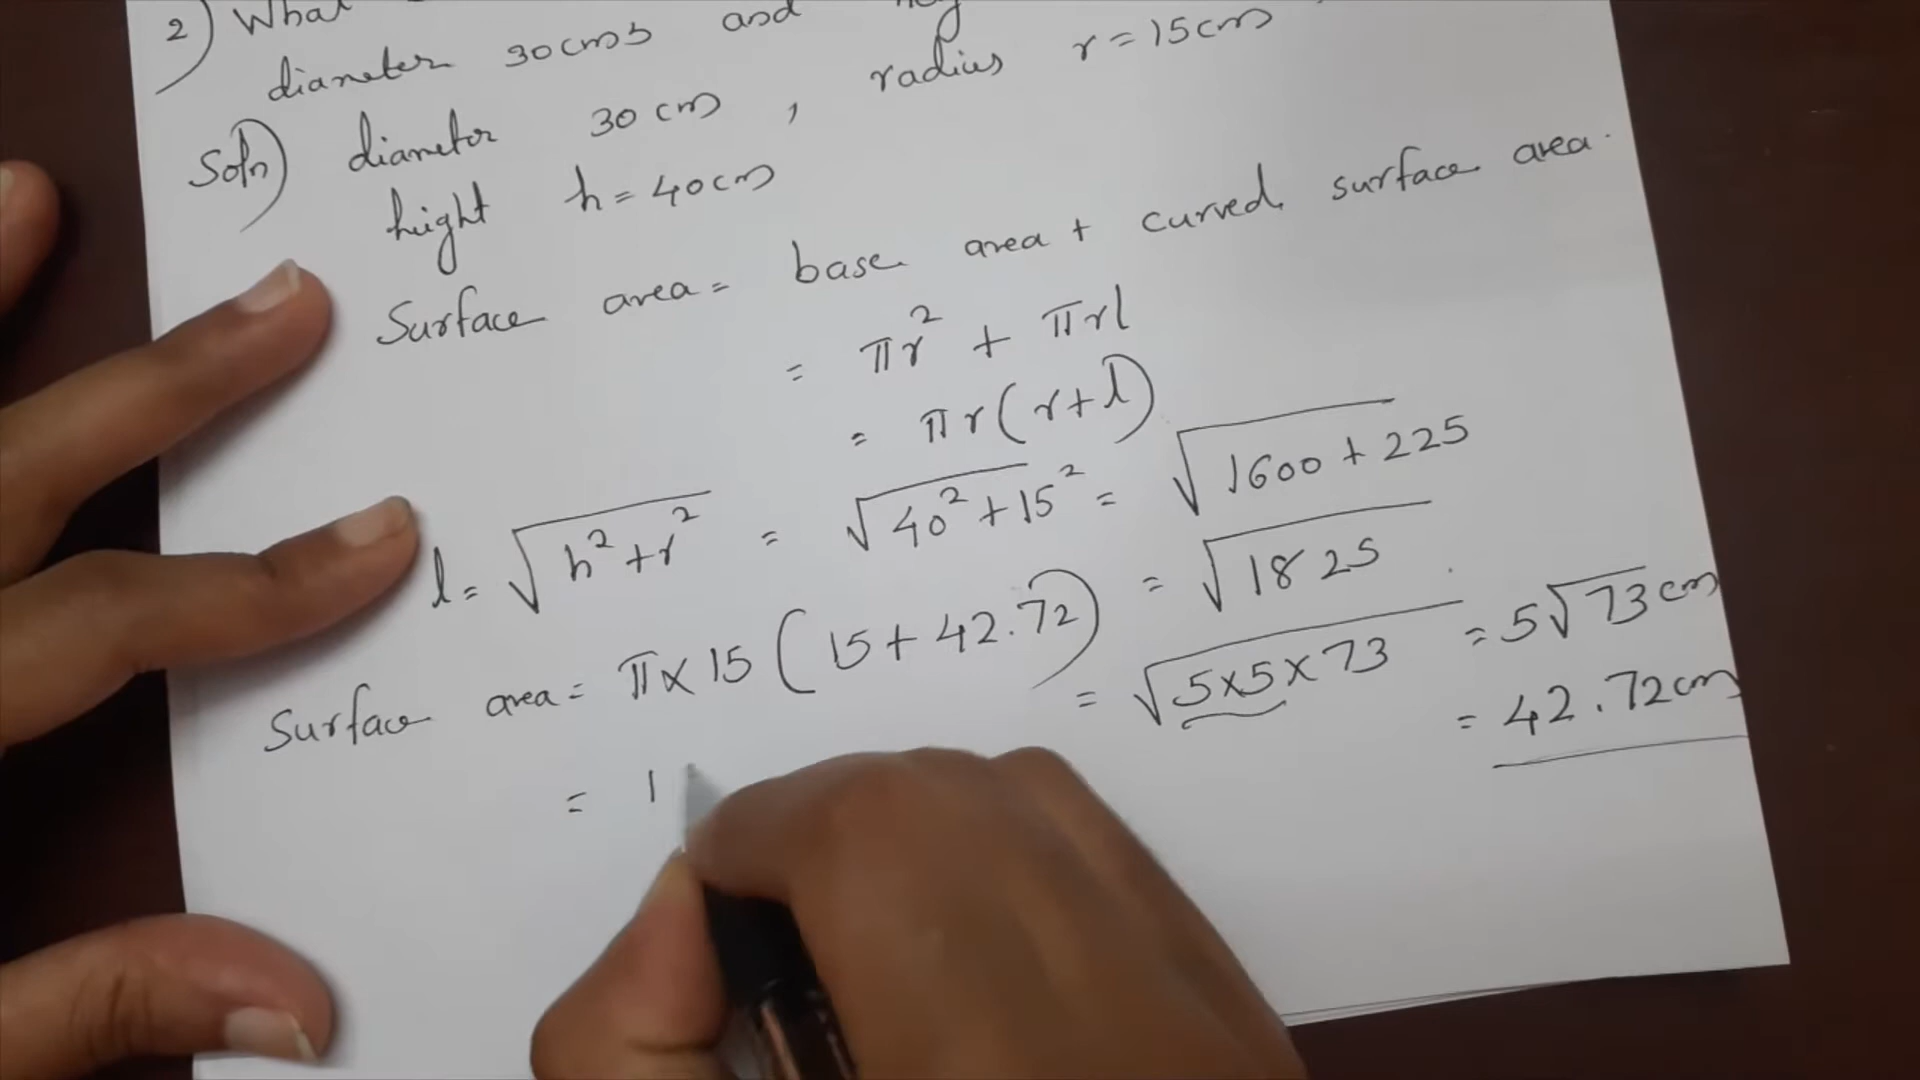 2) What
diameter 30cms and
Soln) diameter 30 cm , radius r = 15cm
height h = 40cm
Surface area = base area + curved surface area.
= πr² + πrl
= πr(r+l)
l = √h²+r² = √40²+15² = √1600+225
= √1825
= √5×5×73 = 5√73 cm
= 42.72cm
Surface area = π×15(15+42.72)
= 1